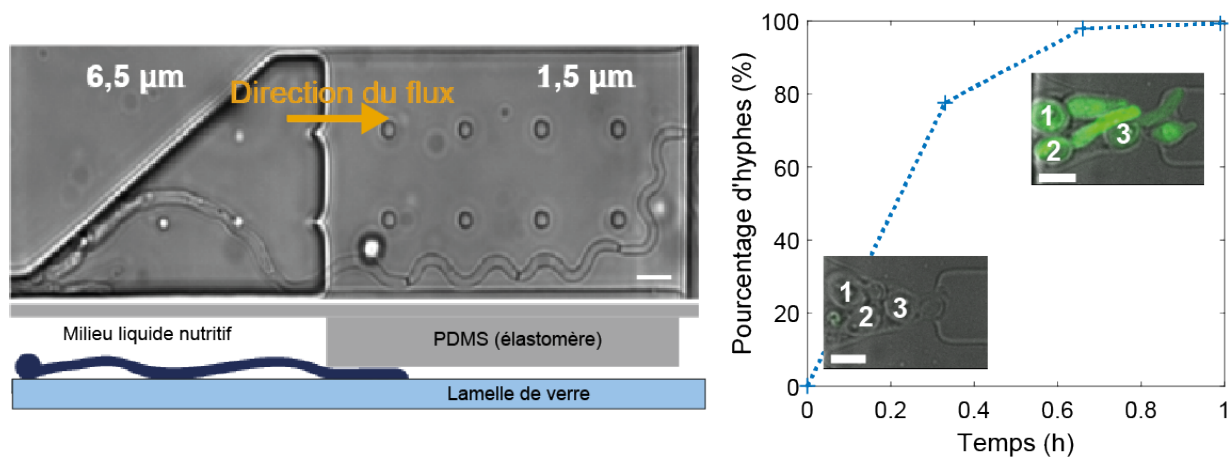 6,5 µm
1,5 µm
Direction du flux
Milieu liquide nutritif
PDMS (élastomère)
Lamelle de verre
Pourcentage d'hyphes (%)
100
80
60
40
20
0
1
2
3
1
2
3
0
0.2
0.4
0.6
0.8
1
Temps (h)